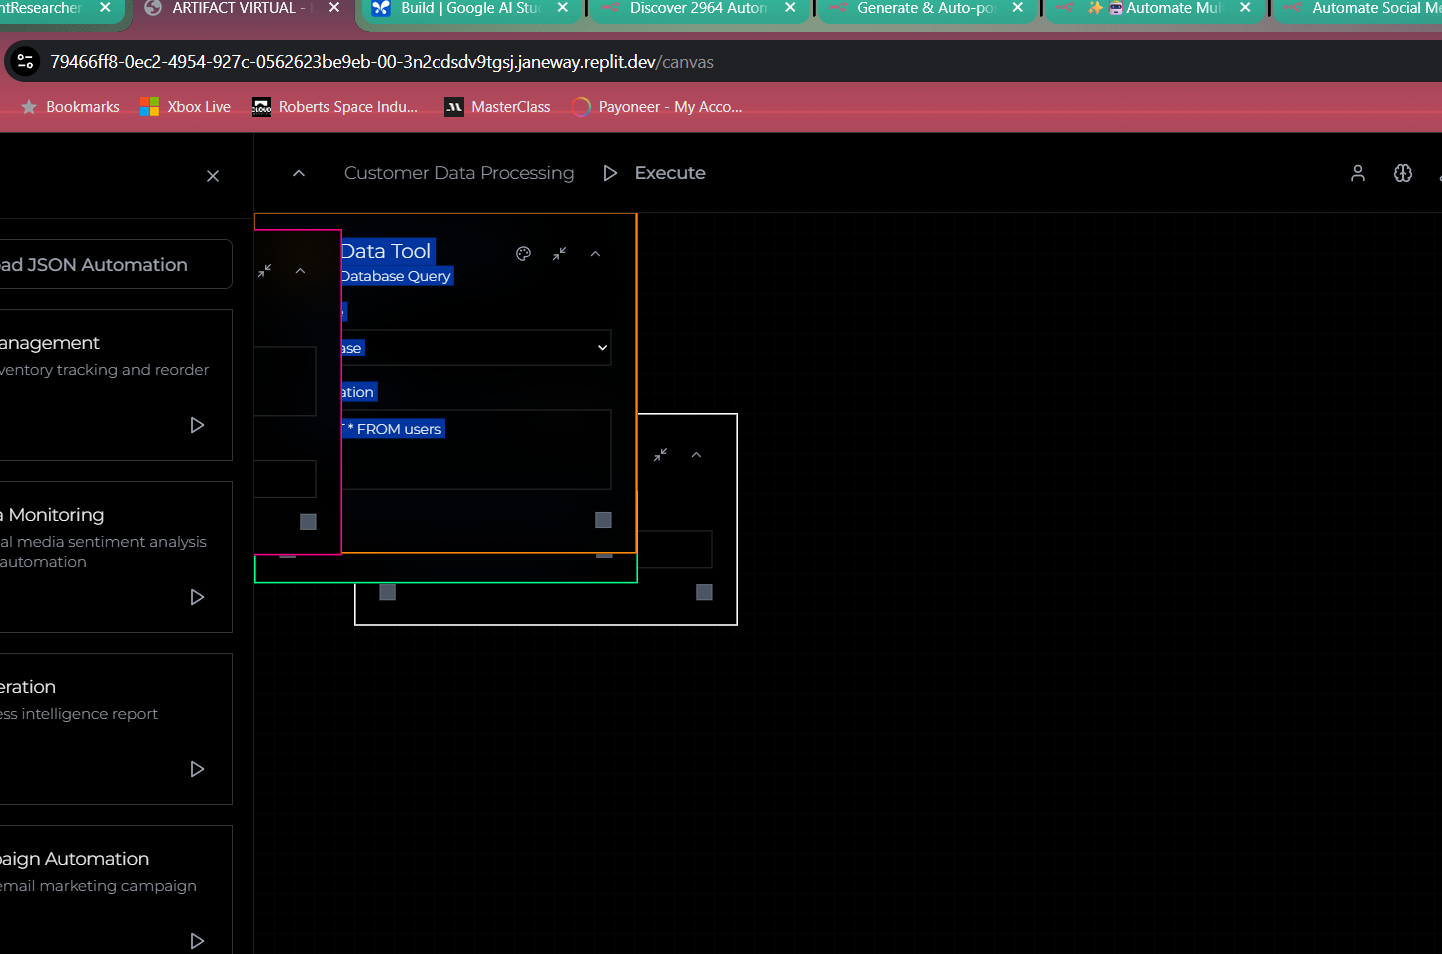 ntResearcher
ARTIFACT VIRTUAL -
Build | Google AI Stu
Discover 2964 Autom
Generate & Auto-po
Automate Mul
Automate Social Me
79466ff8-0ec2-4954-927c-0562623be9eb-00-3n2cdsdv9tgsj.janeway.replit.dev/canvas
Bookmarks
Xbox Live
Roberts Space Indu...
MasterClass
Payoneer - My Acco...
Customer Data Processing
Execute
ad JSON Automation
anagement
ventory tracking and reorder
a Monitoring
al media sentiment analysis
automation
eration
ess intelligence report
aign Automation
email marketing campaign
Data Tool
Database Query
ase
ation
T * FROM users